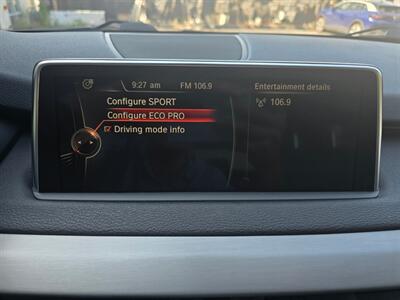 9:27 am FM 106.9
Entertainment details
Configure SPORT
106.9
Configure ECO PRO
Driving mode info